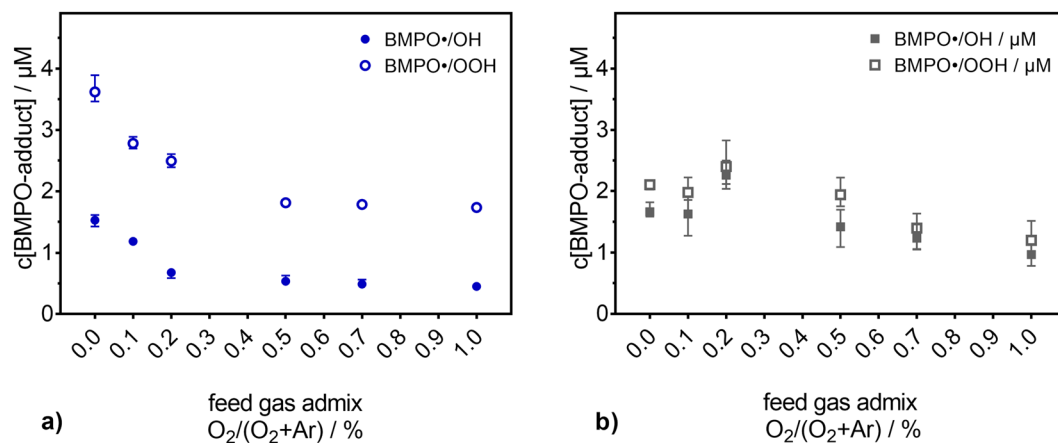 c[BMPO-adduct] / µM
4
3
2
1
0
BMPO•/OH
BMPO•/OOH
0.0
0.1
0.2
0.3
0.4
0.5
0.6
0.7
0.8
0.9
1.0
feed gas admix
O₂/(O₂+Ar) / %
a)
c[BMPO-adduct] / µM
4
3
2
1
0
BMPO•/OH / µM
BMPO•/OOH / µM
0.0
0.1
0.2
0.3
0.4
0.5
0.6
0.7
0.8
0.9
1.0
feed gas admix
O₂/(O₂+Ar) / %
b)